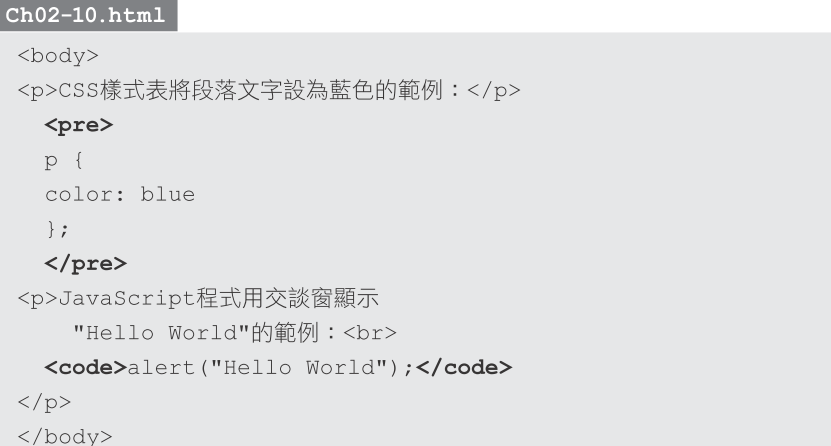 Ch02-10.html
<body>
<p>CSS樣式表將段落文字設為藍色的範例：</p>
<pre>
p {
color: blue
};
</pre>
<p>JavaScript程式用交談窗顯示
"Hello World"的範例：<br>
<code>alert("Hello World");</code>
</p>
</body>